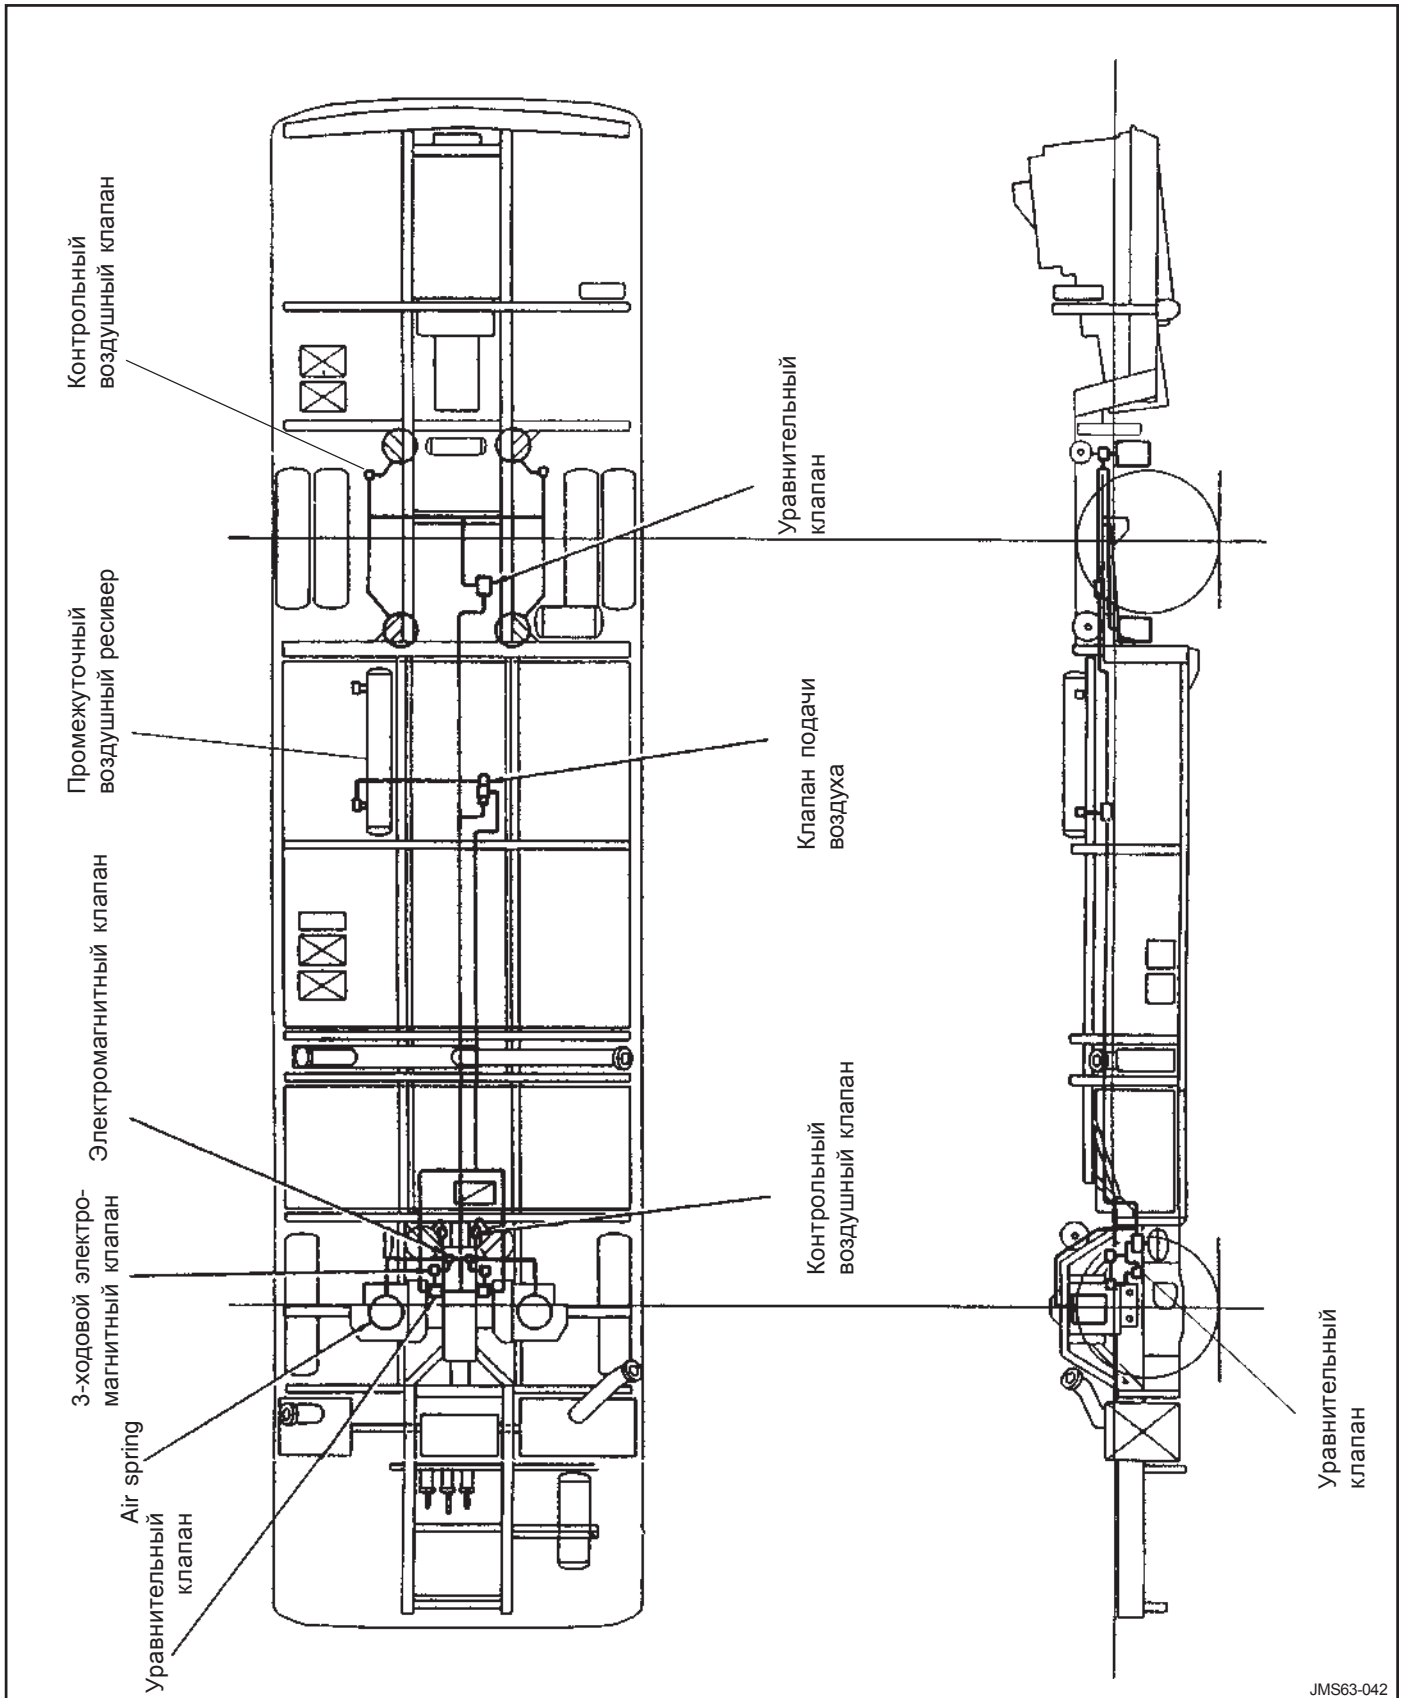 Контрольный
воздушный клапан
Промежуточный
воздушный ресивер
Электромагнитный клапан
3-ходовой электро-
магнитный клапан
Air spring
Уравнительный
клапан
Уравнительный
клапан
Клапан подачи
воздуха
Контрольный
воздушный клапан
Уравнительный
клапан
JMS63-042